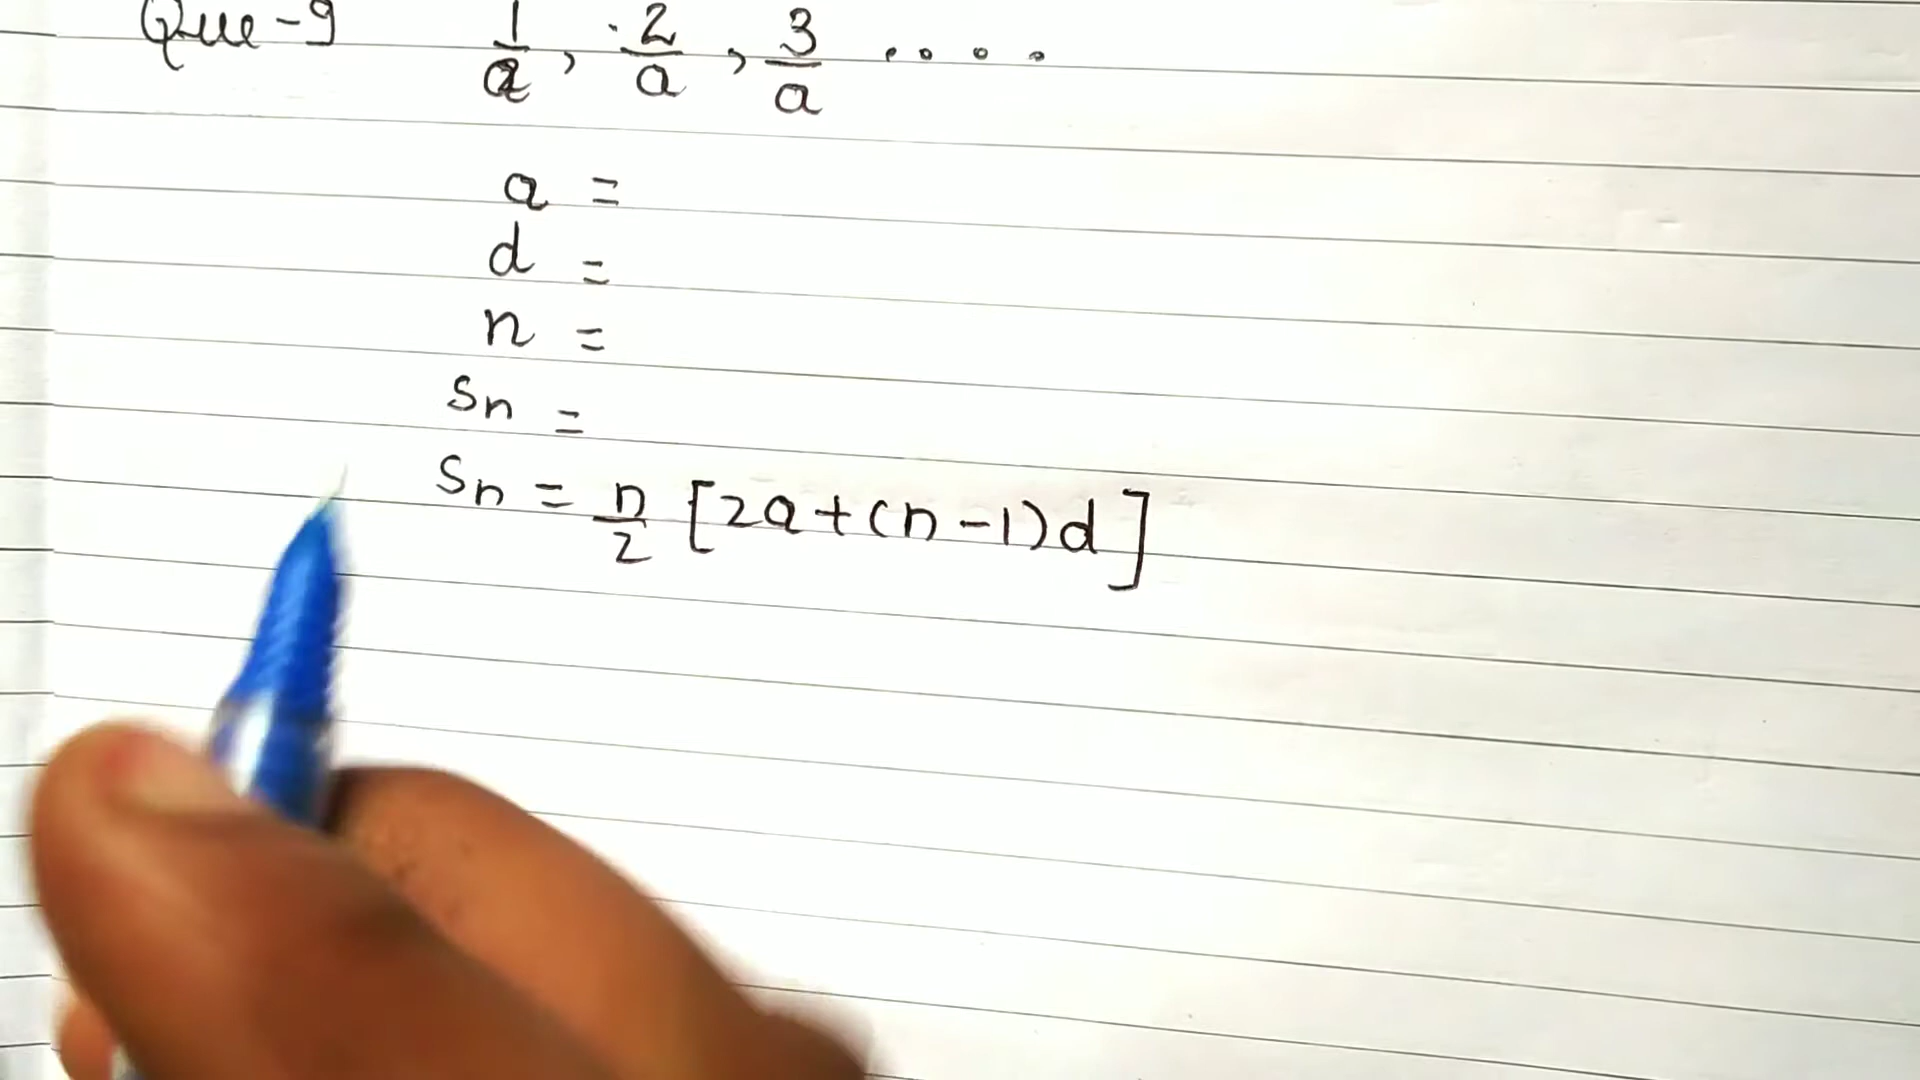 Que-9 1/a, 2/a, 3/a ....
a =
d =
n =
Sn =
Sn = n/2 [2a+(n-1)d]